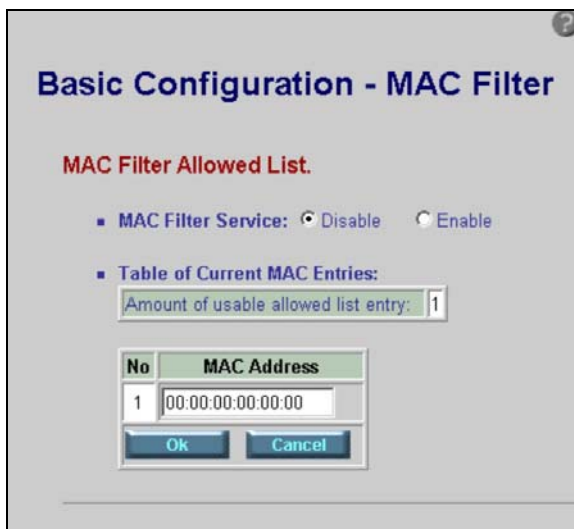 ?
Basic Configuration - MAC Filter
MAC Filter Allowed List.
MAC Filter Service: Disable Enable
Table of Current MAC Entries:
Amount of usable allowed list entry: 1
No MAC Address
1 00:00:00:00:00:00
Ok Cancel